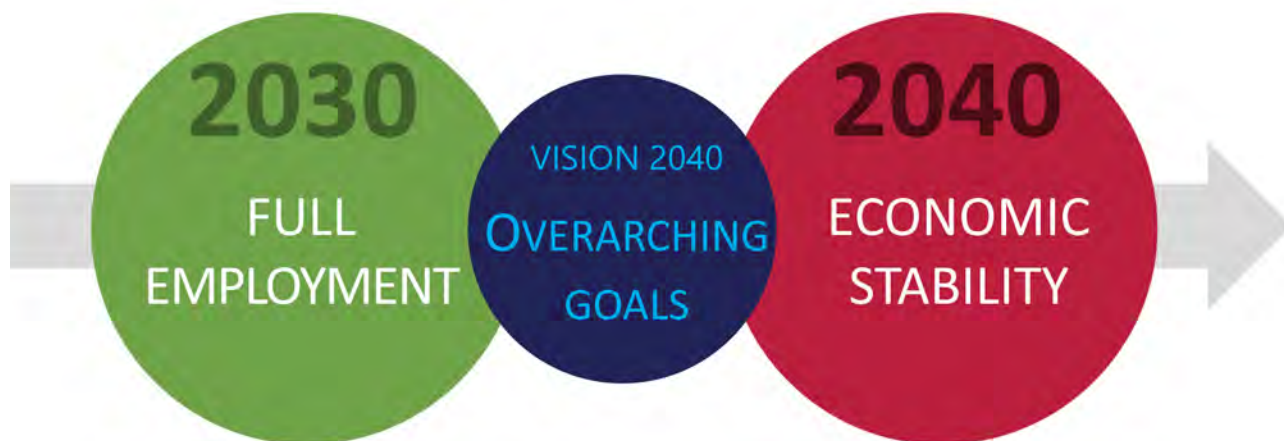 2030
FULL
EMPLOYMENT
VISION 2040
OVERARCHING
GOALS
2040
ECONOMIC
STABILITY